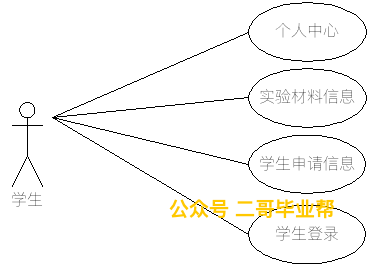 个人中心
实验材料信息
学生申请信息
学生
公众号 二哥毕业帮
学生登录